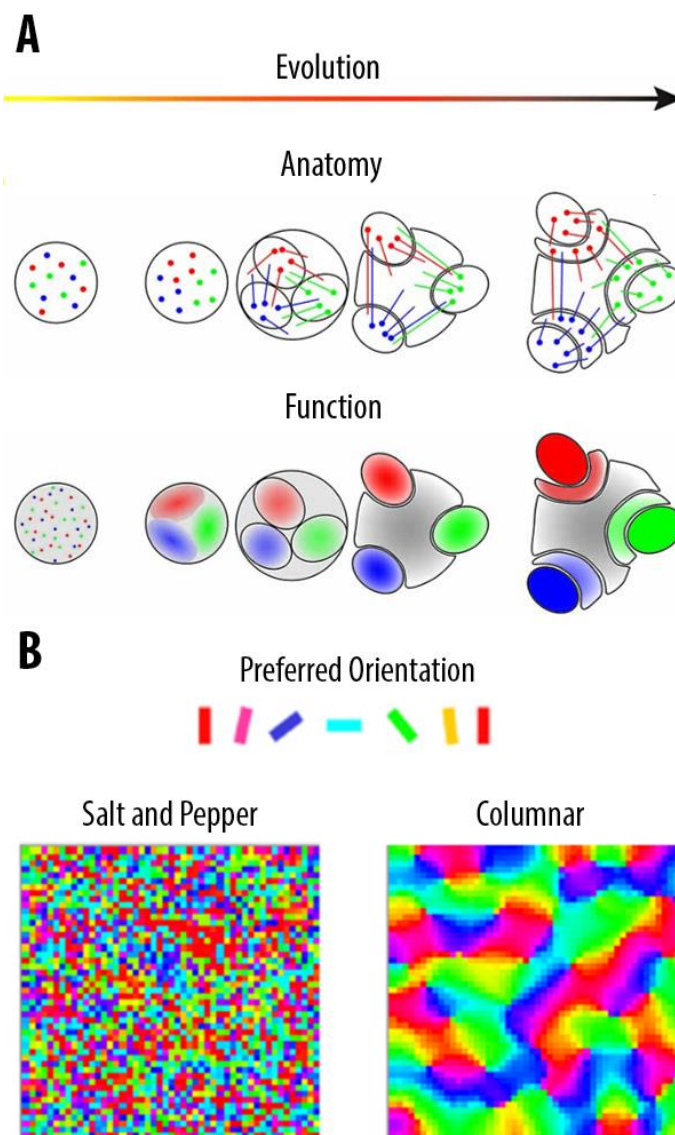 A
Evolution
Anatomy
Function
B
Preferred Orientation
Salt and Pepper
Columnar